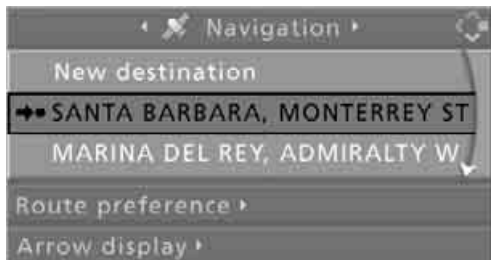 Navigation
New destination
SANTA BARBARA, MONTERREY ST
MARINA DEL REY, ADMIRALTY W
Route preference
Arrow display